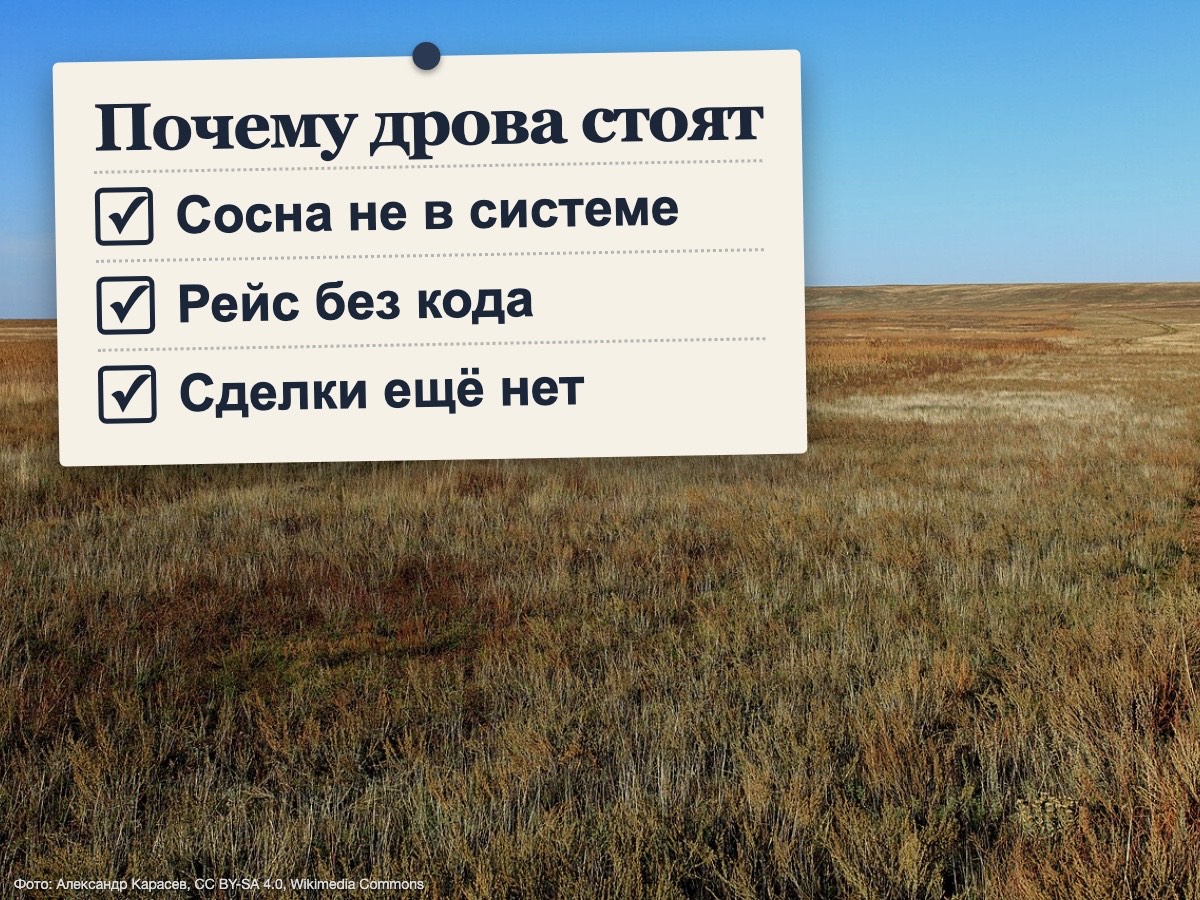 Почему дрова стоят
Сосна не в системе
Рейс без кода
Сделки ещё нет
Фото: Александр Карасев, CC BY-SA 4.0, Wikimedia Commons